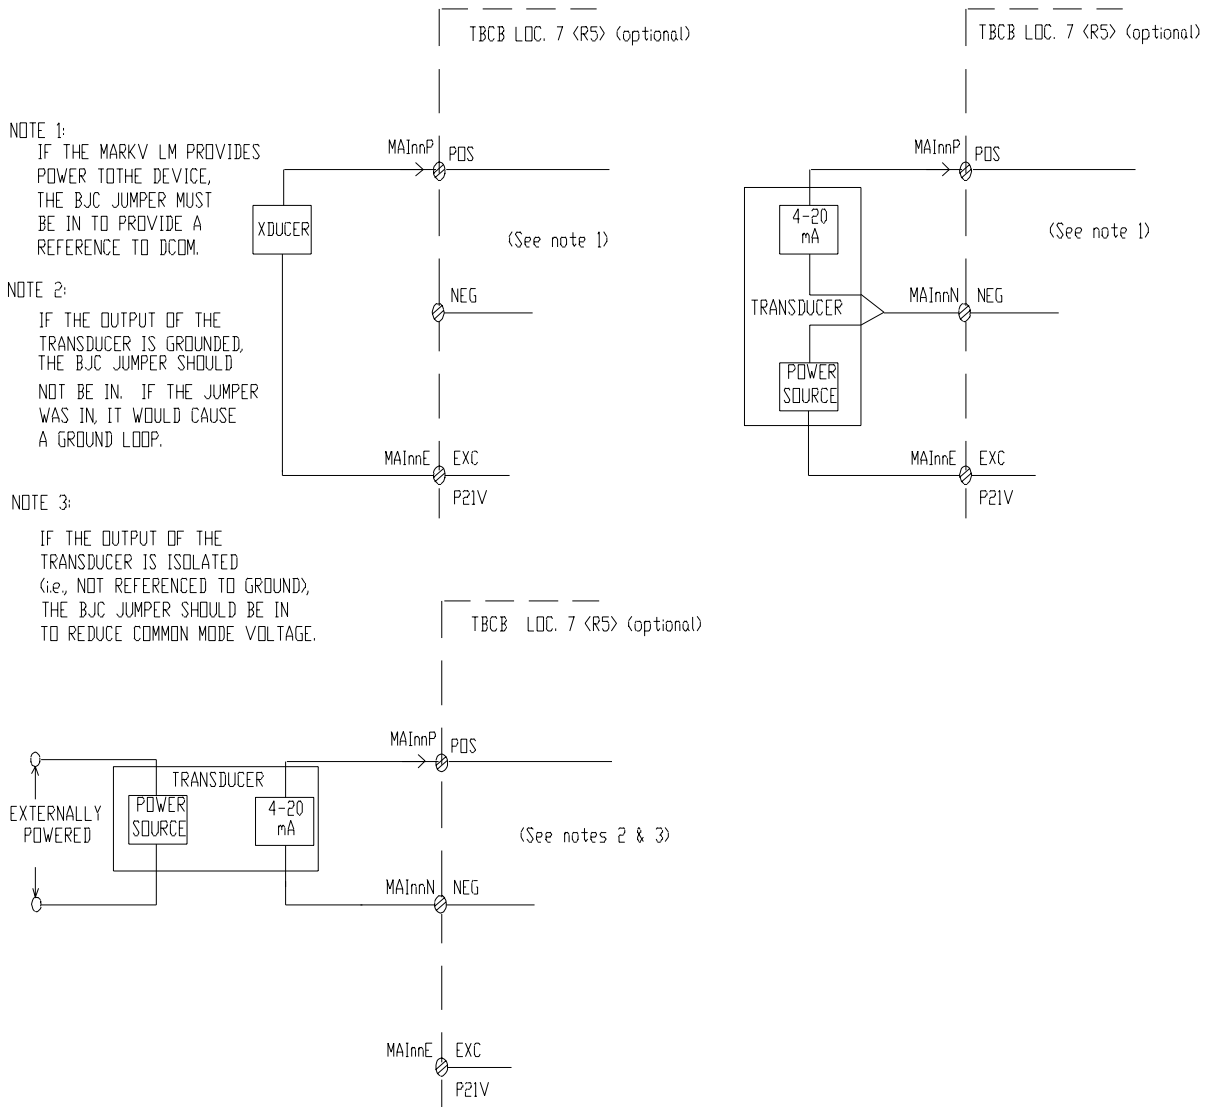 TBCB LOC. 7 <R5> (optional)
MAInnP
POS
XDUCER
(See note 1)
NEG
MAInnE
EXC
P21V
TBCB LOC. 7 <R5> (optional)
MAInnP
POS
4-20
mA
(See note 1)
TRANSDUCER
MAInnN
NEG
POWER
SOURCE
MAInnE
EXC
P21V
NOTE 1:
IF THE MARKV LM PROVIDES
POWER TOTHE DEVICE,
THE BJC JUMPER MUST
BE IN TO PROVIDE A
REFERENCE TO DCOM.
NOTE 2:
IF THE OUTPUT OF THE
TRANSDUCER IS GROUNDED,
THE BJC JUMPER SHOULD
NOT BE IN. IF THE JUMPER
WAS IN, IT WOULD CAUSE
A GROUND LOOP.
NOTE 3:
IF THE OUTPUT OF THE
TRANSDUCER IS ISOLATED
(i.e., NOT REFERENCED TO GROUND),
THE BJC JUMPER SHOULD BE IN
TO REDUCE COMMON MODE VOLTAGE.
TBCB LOC. 7 <R5> (optional)
MAInnP
POS
TRANSDUCER
EXTERNALLY
POWERED
POWER
SOURCE
4-20
mA
(See notes 2 & 3)
MAInnN
NEG
MAInnE
EXC
P21V